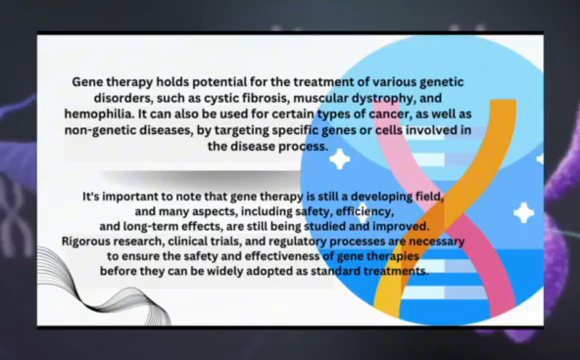 Gene therapy holds potential for the treatment of various genetic
disorders, such as cystic fibrosis, muscular dystrophy, and
hemophilia. It can also be used for certain types of cancer, as well as
non-genetic diseases, by targeting specific genes or cells involved in
the disease process.
It's important to note that gene therapy is still a developing field,
and many aspects, including safety, efficiency,
and long-term effects, are still being studied and improved.
Rigorous research, clinical trials, and regulatory processes are necessary
to ensure the safety and effectiveness of gene therapies
before they can be widely adopted as standard treatments.